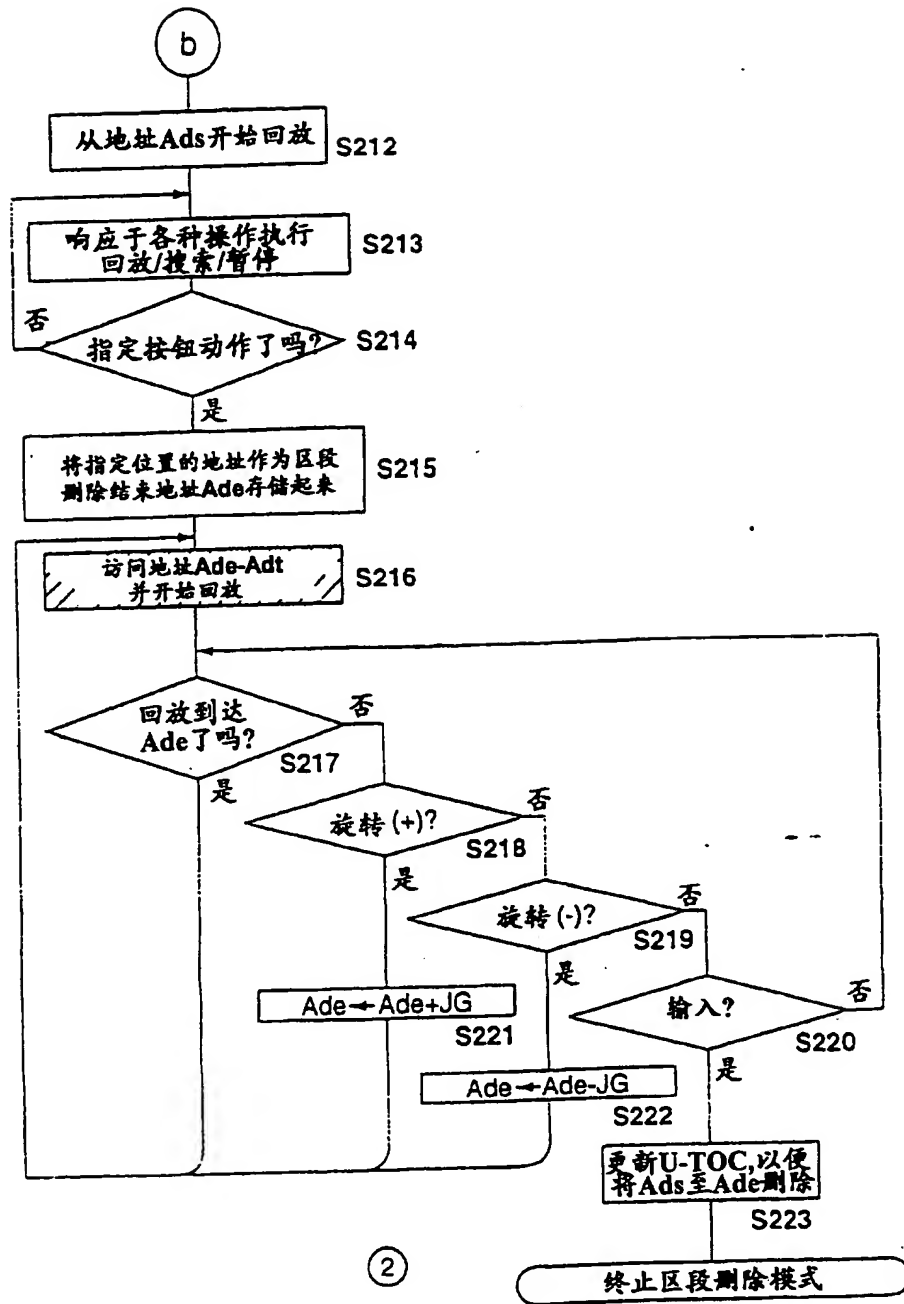 b
从地址Ads开始回放
S212
响应于各种操作执行
回放/搜索/暂停
S213
否
指定按钮动作了吗?
S214
是
将指定位置的地址作为区段
删除结束地址Ade存储起来
S215
访问地址Ade-Adt
并开始回放
S216
回放到达
Ade了吗?
否
S217
是
旋转(+)?
否
S218
是
旋转(-)?
否
S219
是
输入?
否
S220
是
Ade←Ade+JG
S221
Ade←Ade-JG
S222
更新U-TOC,以便
将Ads至Ade删除
S223
②
终止区段删除模式